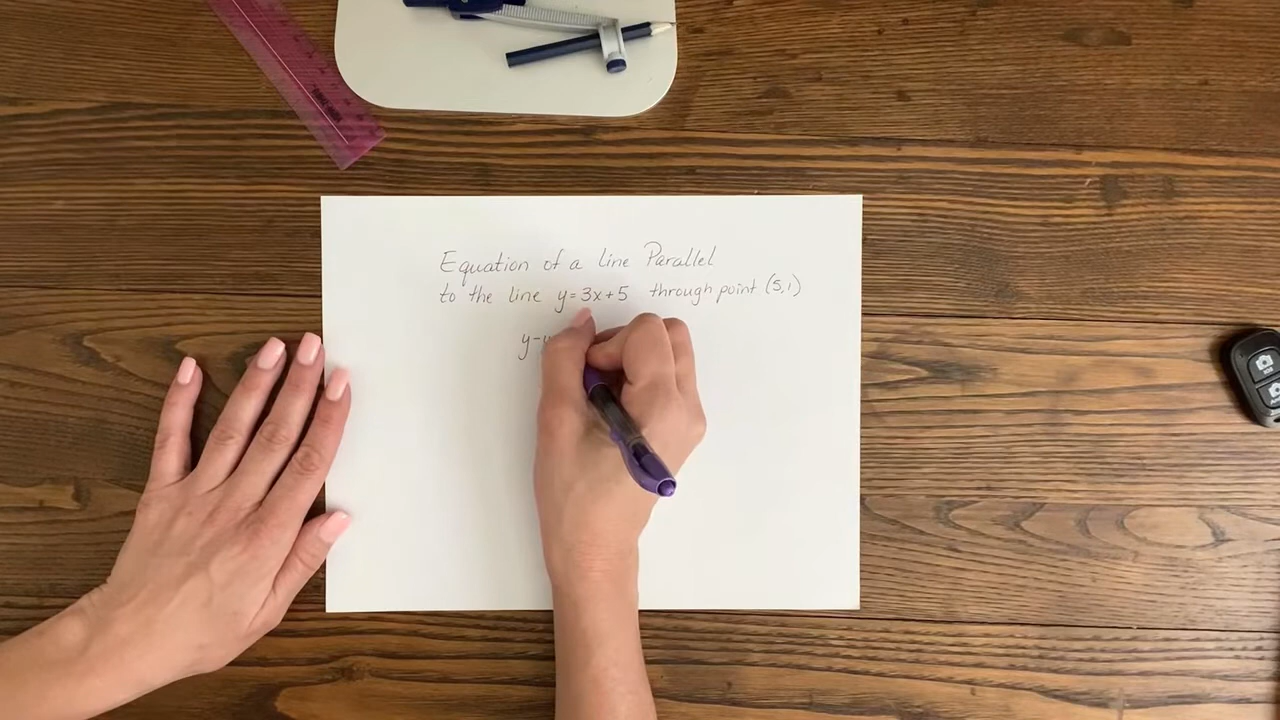 Equation of a line Parallel
to the line y=3x+5 through point (5,1)
y-y